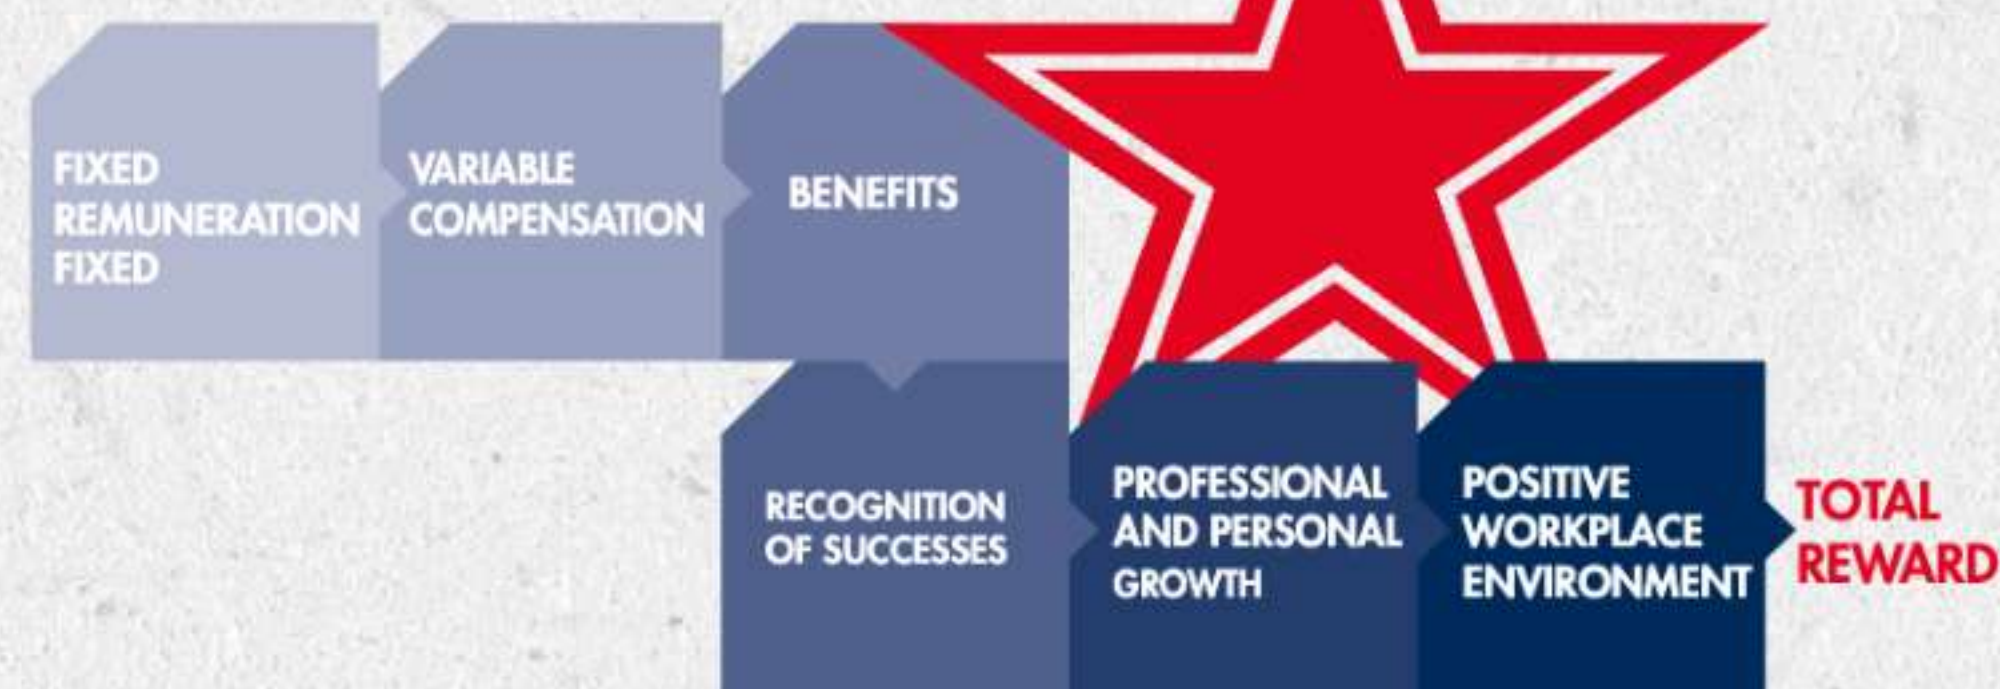 FIXED
REMUNERATION
FIXED
VARIABLE
COMPENSATION
BENEFITS
RECOGNITION
OF SUCCESSES
PROFESSIONAL
AND PERSONAL
GROWTH
POSITIVE
WORKPLACE
ENVIRONMENT
TOTAL
REWARD